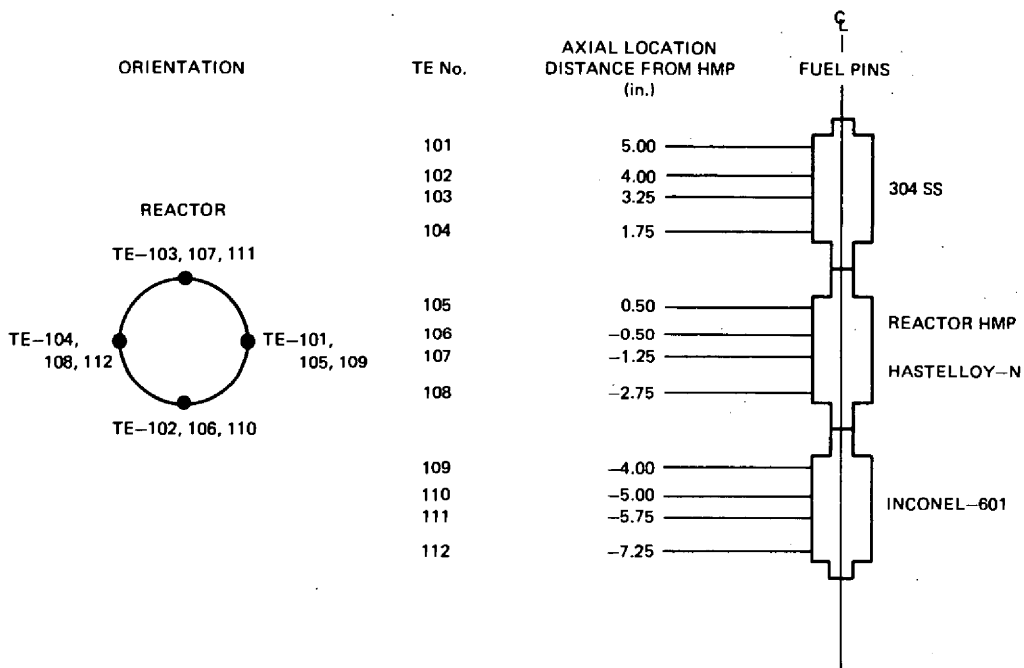 ℄
ORIENTATION
TE No.
AXIAL LOCATION
DISTANCE FROM HMP
(in.)
FUEL PINS
REACTOR
TE–103, 107, 111
TE–104,
108, 112
TE–101,
105, 109
TE–102, 106, 110
101 5.00
102 4.00
103 3.25
104 1.75
304 SS
105 0.50
106 –0.50
107 –1.25
108 –2.75
REACTOR HMP
HASTELLOY–N
109 –4.00
110 –5.00
111 –5.75
112 –7.25
INCONEL–601